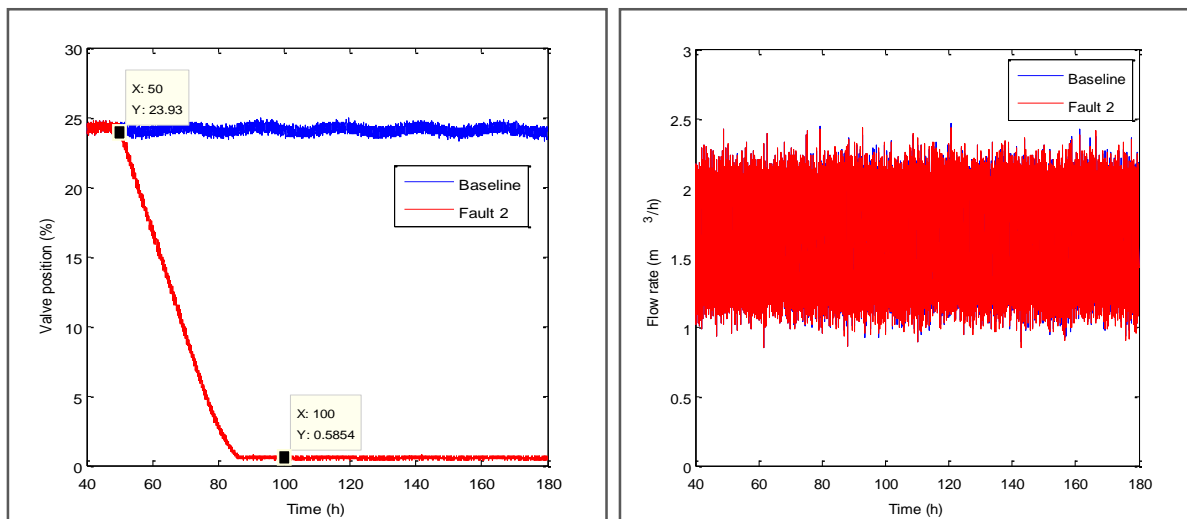 30
25
20
15
10
5
0
Valve position (%)
X: 50
Y: 23.93
Baseline
Fault 2
X: 100
Y: 0.5854
40 60 80 100 120 140 160 180
Time (h)
3
2.5
2
1.5
1
0.5
0
Flow rate (m 3/h)
Baseline
Fault 2
40 60 80 100 120 140 160 180
Time (h)